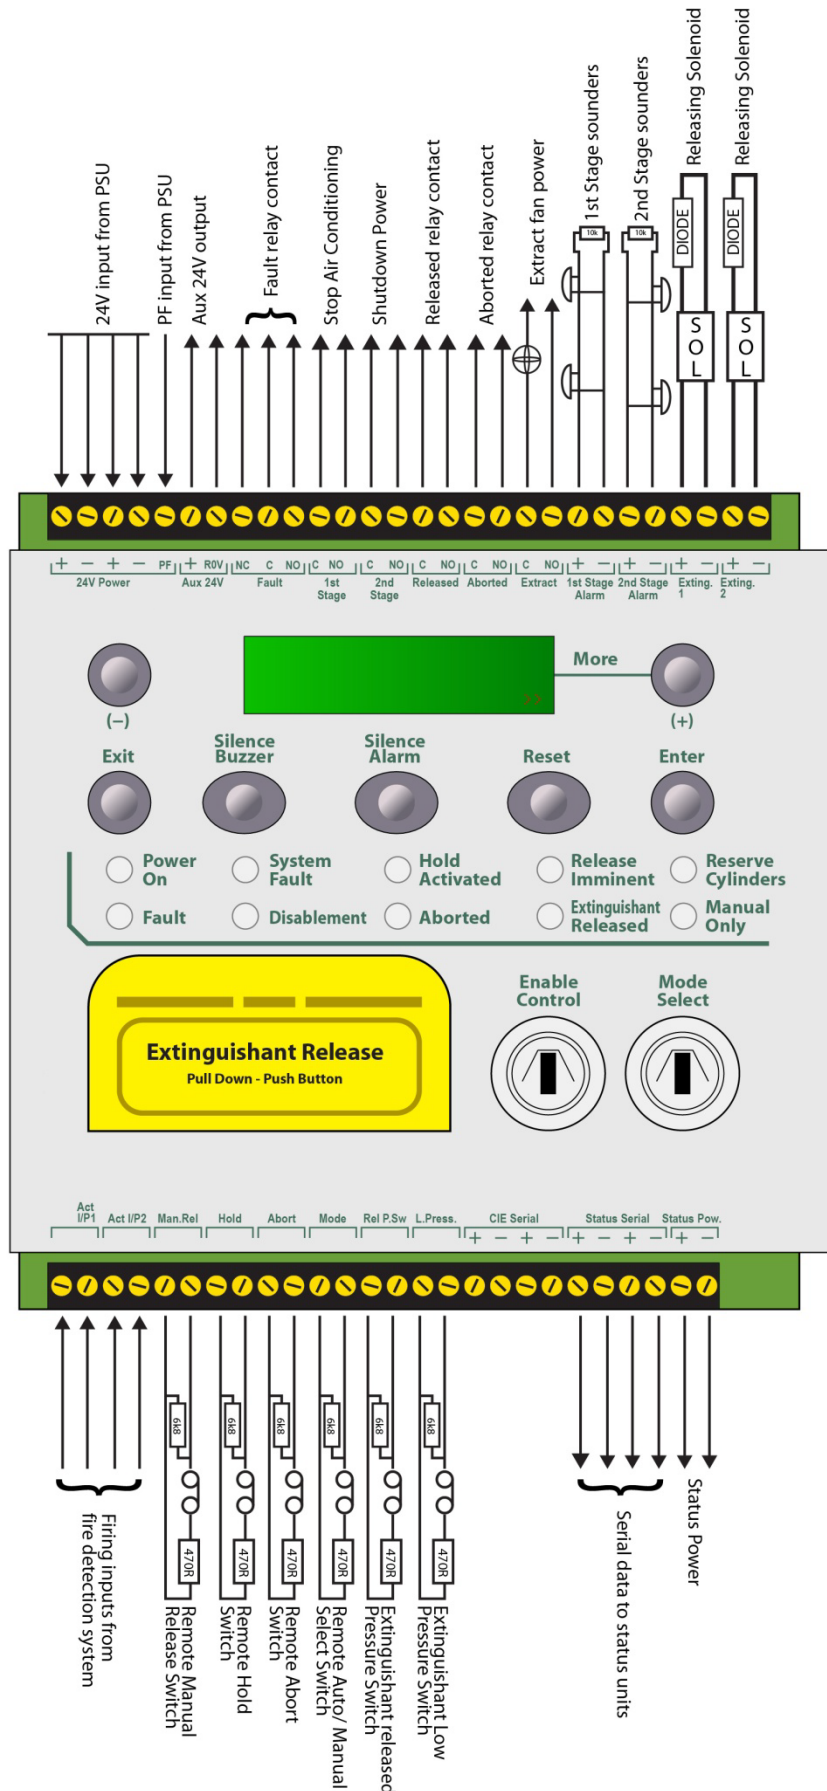 24V input from PSU
PF input from PSU
Aux 24V output
Fault relay contact
Stop Air Conditioning
Shutdown Power
Released relay contact
Aborted relay contact
Extract fan power
1st Stage sounders
2nd Stage sounders
Releasing Solenoid
Releasing Solenoid
10k
10k
DIODE
DIODE
SOL
SOL
+ − + − PF + R0V NC C NO C NO C NO C NO C NO C NO + − + − + − + −
24V Power
Aux 24V
Fault
1st
Stage
2nd
Stage
Released
Aborted
Extract
1st Stage
Alarm
2nd Stage
Alarm
Exting.
1
Exting.
2
More
>>
(−)
(+)
Exit
Silence
Buzzer
Silence
Alarm
Reset
Enter
Power
On
System
Fault
Hold
Activated
Release
Imminent
Reserve
Cylinders
Fault
Disablement
Aborted
Extinguishant
Released
Manual
Only
Extinguishant Release
Pull Down - Push Button
Enable
Control
Mode
Select
Act
I/P1
Act I/P2
Man.Rel
Hold
Abort
Mode
Rel P.Sw
L.Press.
CIE Serial
Status Serial
Status Pow.
+ − + − + − + − + −
6k8
6k8
6k8
6k8
6k8
6k8
470R
470R
470R
470R
470R
470R
Firing inputs from
fire detection system
Remote Manual
Release Switch
Remote Hold
Switch
Remote Abort
Switch
Remote Auto/ Manual
Select Switch
Extinguishant released
Pressure Switch
Extinguishant Low
Pressure Switch
Serial data to status units
Status Power